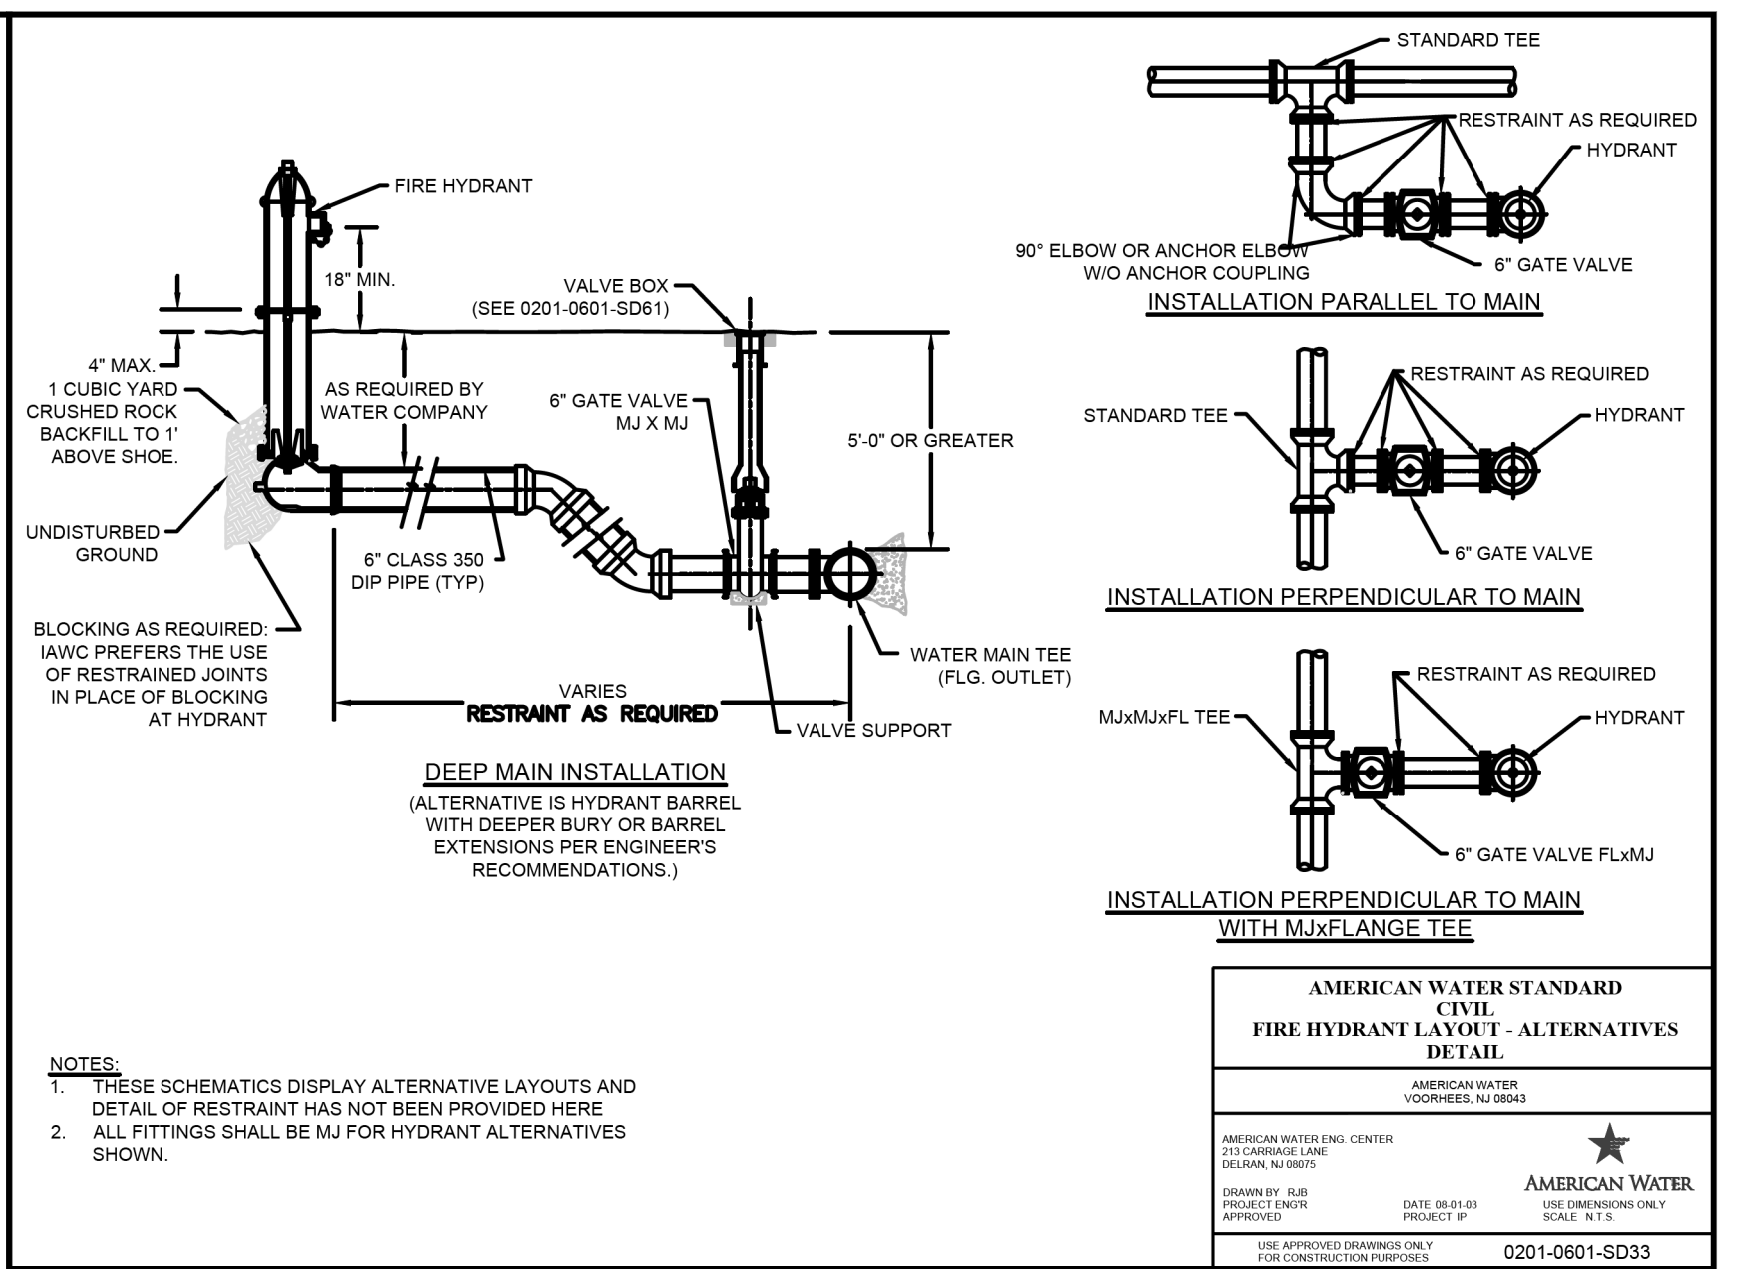 FIRE HYDRANT
18" MIN.
VALVE BOX
(SEE 0201-0601-SD61)
4" MAX.
1 CUBIC YARD
CRUSHED ROCK
BACKFILL TO 1'
ABOVE SHOE.
AS REQUIRED BY
WATER COMPANY
6" GATE VALVE
MJ X MJ
5'-0" OR GREATER
UNDISTURBED
GROUND
6" CLASS 350
DIP PIPE (TYP)
BLOCKING AS REQUIRED:
IAWC PREFERS THE USE
OF RESTRAINED JOINTS
IN PLACE OF BLOCKING
AT HYDRANT
WATER MAIN TEE
(FLG. OUTLET)
VARIES
RESTRAINT AS REQUIRED
VALVE SUPPORT
DEEP MAIN INSTALLATION
(ALTERNATIVE IS HYDRANT BARREL
WITH DEEPER BURY OR BARREL
EXTENSIONS PER ENGINEER'S
RECOMMENDATIONS.)
STANDARD TEE
RESTRAINT AS REQUIRED
HYDRANT
90° ELBOW OR ANCHOR ELBOW
W/O ANCHOR COUPLING
6" GATE VALVE
INSTALLATION PARALLEL TO MAIN
RESTRAINT AS REQUIRED
STANDARD TEE
HYDRANT
6" GATE VALVE
INSTALLATION PERPENDICULAR TO MAIN
RESTRAINT AS REQUIRED
MJxMJxFL TEE
HYDRANT
6" GATE VALVE FLxMJ
INSTALLATION PERPENDICULAR TO MAIN
WITH MJxFLANGE TEE
NOTES:
1. THESE SCHEMATICS DISPLAY ALTERNATIVE LAYOUTS AND
DETAIL OF RESTRAINT HAS NOT BEEN PROVIDED HERE
2. ALL FITTINGS SHALL BE MJ FOR HYDRANT ALTERNATIVES
SHOWN.
AMERICAN WATER STANDARD
CIVIL
FIRE HYDRANT LAYOUT - ALTERNATIVES
DETAIL
AMERICAN WATER
VOORHEES, NJ 08043
AMERICAN WATER ENG. CENTER
213 CARRIAGE LANE
DELRAN, NJ 08075
AMERICAN WATER
DRAWN BY RJB
PROJECT ENG'R
APPROVED
DATE 08-01-03
PROJECT IP
USE DIMENSIONS ONLY
SCALE N.T.S.
USE APPROVED DRAWINGS ONLY
FOR CONSTRUCTION PURPOSES
0201-0601-SD33